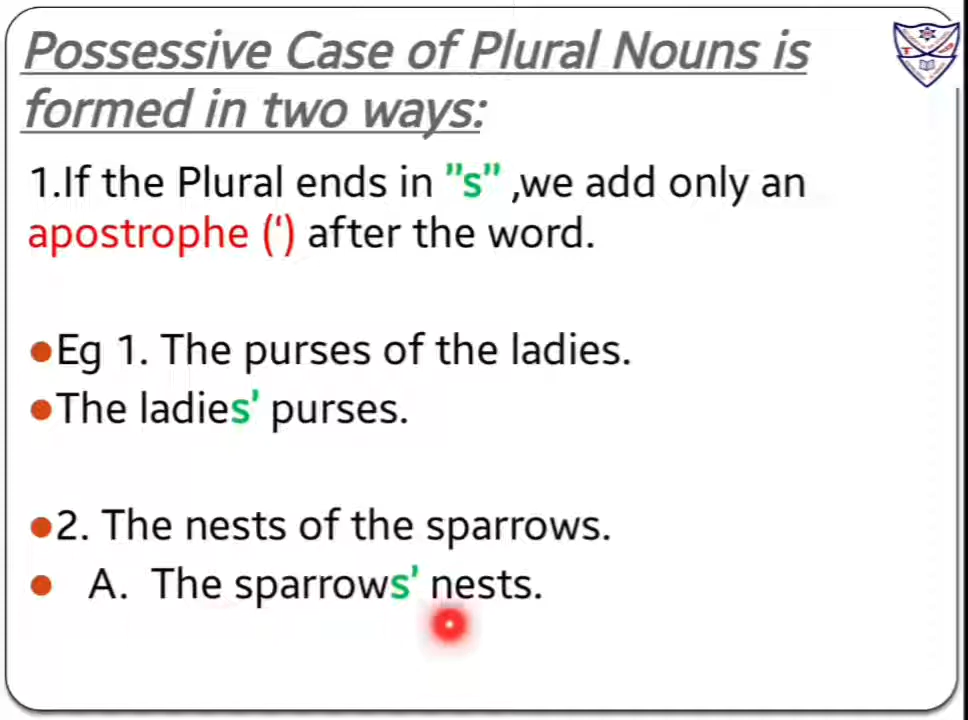 Possessive Case of Plural Nouns is
formed in two ways:
1.If the Plural ends in "s" ,we add only an
apostrophe (‘) after the word.
●Eg 1. The purses of the ladies.
●The ladies’ purses.
●2. The nests of the sparrows.
● A. The sparrows’ nests.